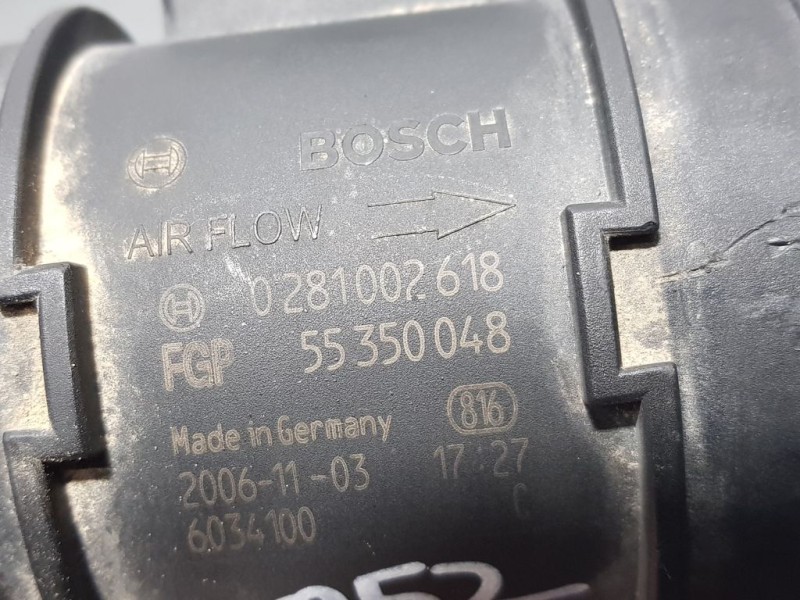 BOSCH
AIR FLOW
0 281 002 618
FGP 55 350 048
Made in Germany 816
2006-11-03 17:27
6034100 C